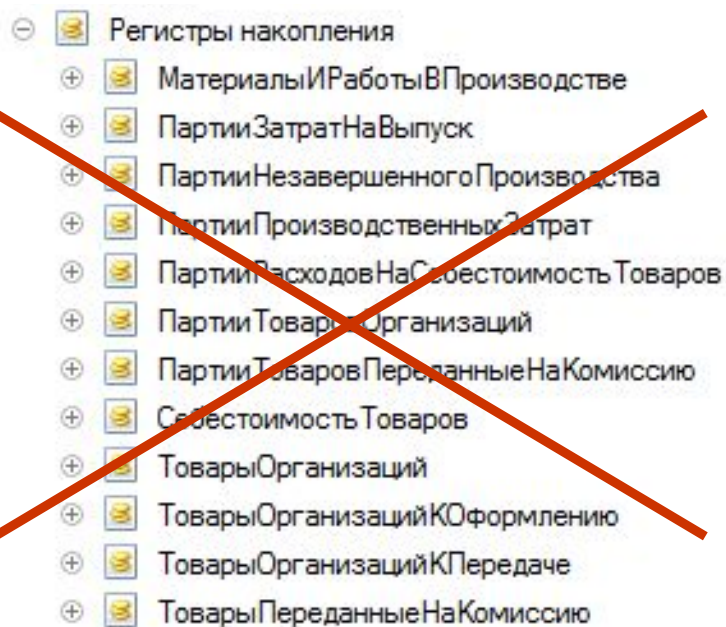 Регистры накопления
МатериалыИРаботыВПроизводстве
ПартииЗатратНаВыпуск
ПартииНезавершенногоПроизводства
ПартииПроизводственныхЗатрат
ПартииРасходовНаСебестоимостьТоваров
ПартииТоваровОрганизаций
ПартииТоваровПереданныеНаКомиссию
СебестоимостьТоваров
ТоварыОрганизаций
ТоварыОрганизацийКОформлению
ТоварыОрганизацийКПередаче
ТоварыПереданныеНаКомиссию